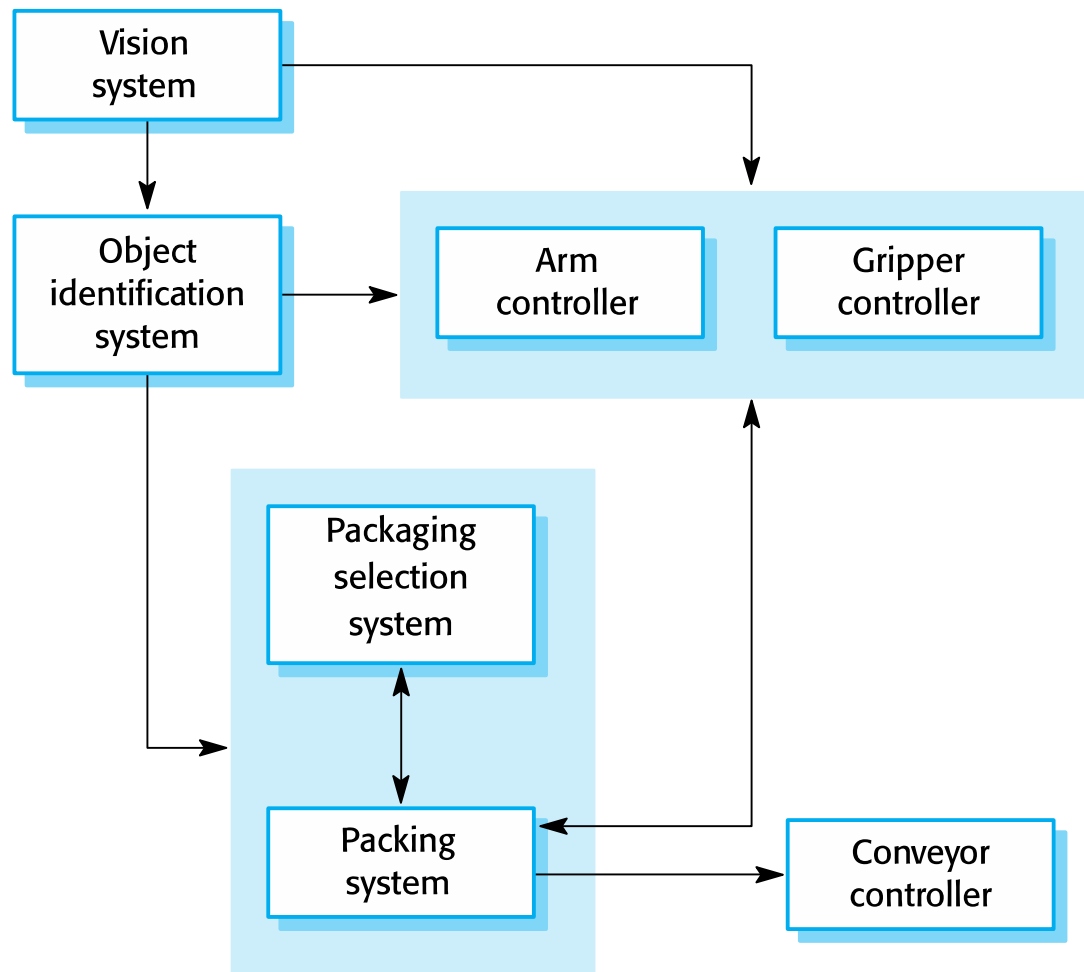 Vision
system
Object
identification
system
Arm
controller
Gripper
controller
Packaging
selection
system
Packing
system
Conveyor
controller